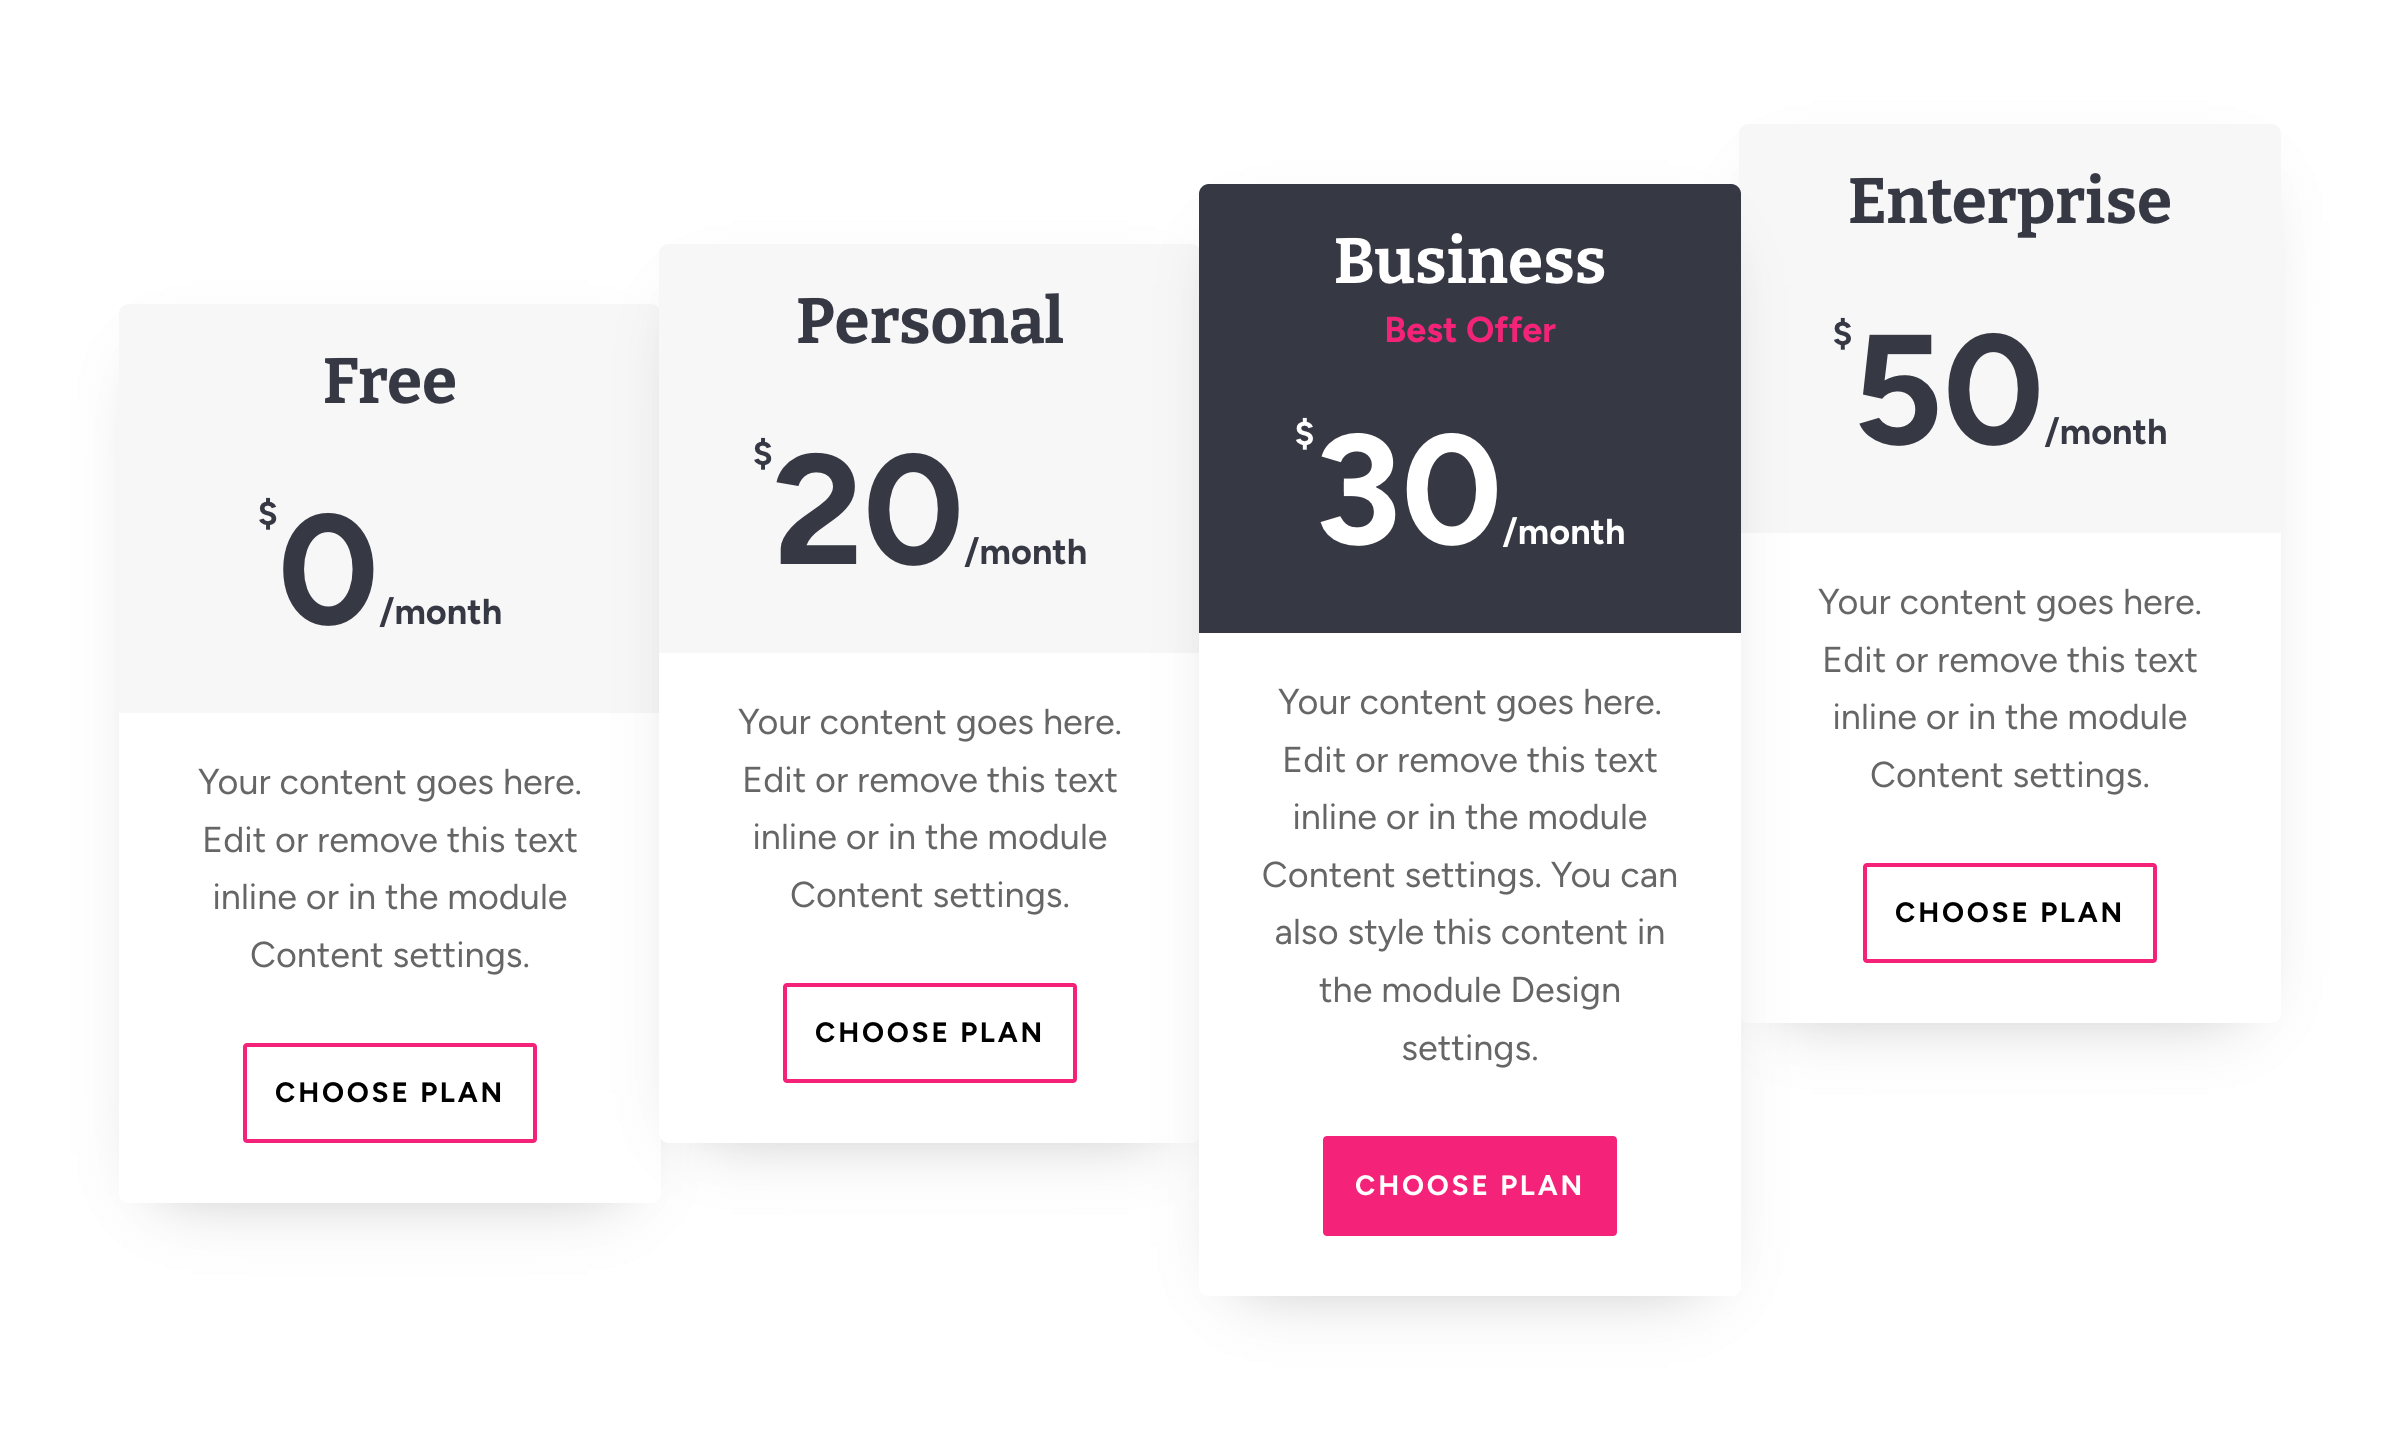 Free
$0/month
Your content goes here.
Edit or remove this text
inline or in the module
Content settings.
CHOOSE PLAN
Personal
$20/month
Your content goes here.
Edit or remove this text
inline or in the module
Content settings.
CHOOSE PLAN
Business
Best Offer
$30/month
Your content goes here.
Edit or remove this text
inline or in the module
Content settings. You can
also style this content in
the module Design
settings.
CHOOSE PLAN
Enterprise
$50/month
Your content goes here.
Edit or remove this text
inline or in the module
Content settings.
CHOOSE PLAN